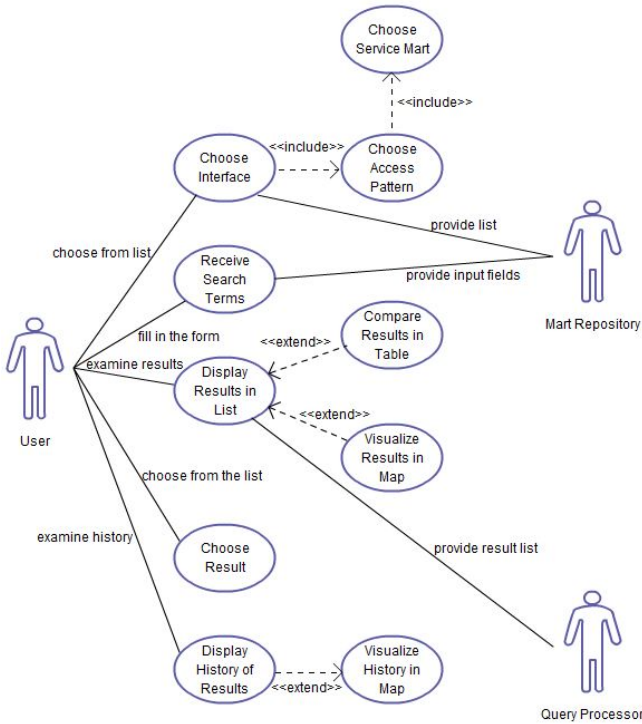 Choose
Service Mart
<<include>>
<<include>>
Choose
Interface
Choose
Access
Pattern
provide list
choose from list
Receive
Search
Terms
provide input fields
Mart Repository
Compare
Results in
Table
fill in the form
<<extend>>
examine results
Display
Results in
List
<<extend>>
User
Visualize
Results in
Map
choose from the list
examine history
Choose
Result
provide result list
Display
History of
Results
<<extend>>
Visualize
History in
Map
Query Processor